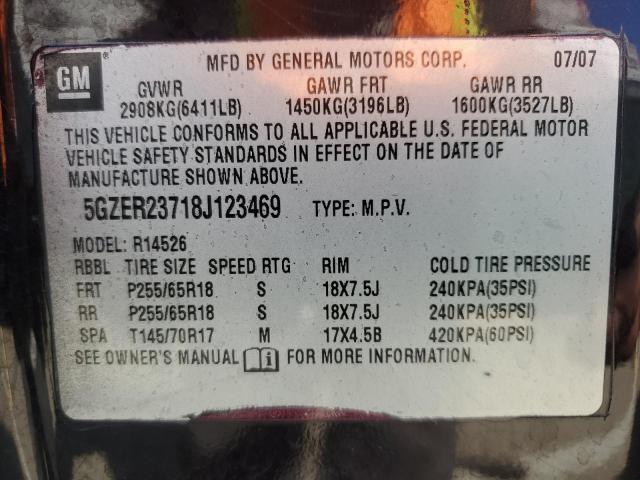 GM
MFD BY GENERAL MOTORS CORP. 07/07
GVWR GAWR FRT GAWR RR
2908KG(6411LB) 1450KG(3196LB) 1600KG(3527LB)
THIS VEHICLE CONFORMS TO ALL APPLICABLE U.S. FEDERAL MOTOR
VEHICLE SAFETY STANDARDS IN EFFECT ON THE DATE OF
MANUFACTURE SHOWN ABOVE.
5GZER23718J123469 TYPE: M.P.V.
MODEL: R14526
RBBL TIRE SIZE SPEED RTG RIM COLD TIRE PRESSURE
FRT P255/65R18 S 18X7.5J 240KPA(35PSI)
RR P255/65R18 S 18X7.5J 240KPA(35PSI)
SPA T145/70R17 M 17X4.5B 420KPA(60PSI)
SEE OWNER'S MANUAL i FOR MORE INFORMATION.